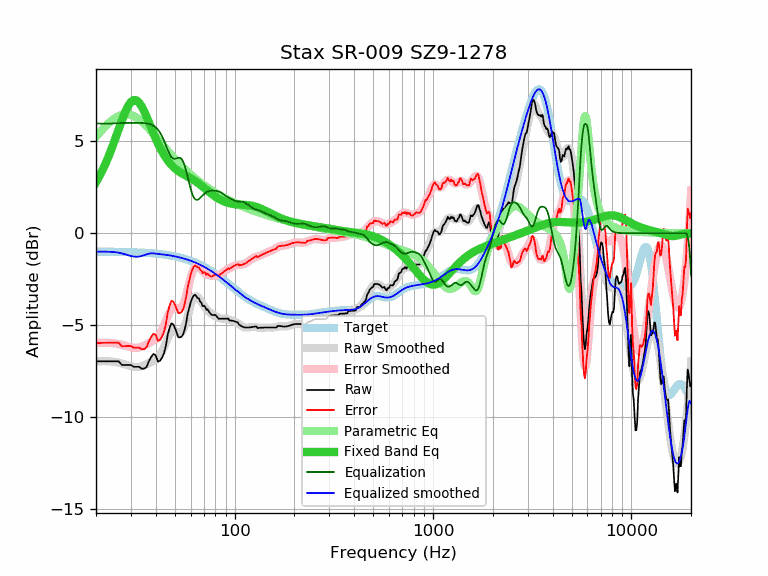 Stax SR-009 SZ9-1278
Amplitude (dBr)
5
0
−5
−10
−15
Target
Raw Smoothed
Error Smoothed
Raw
Error
Parametric Eq
Fixed Band Eq
Equalization
Equalized smoothed
100
1000
10000
Frequency (Hz)